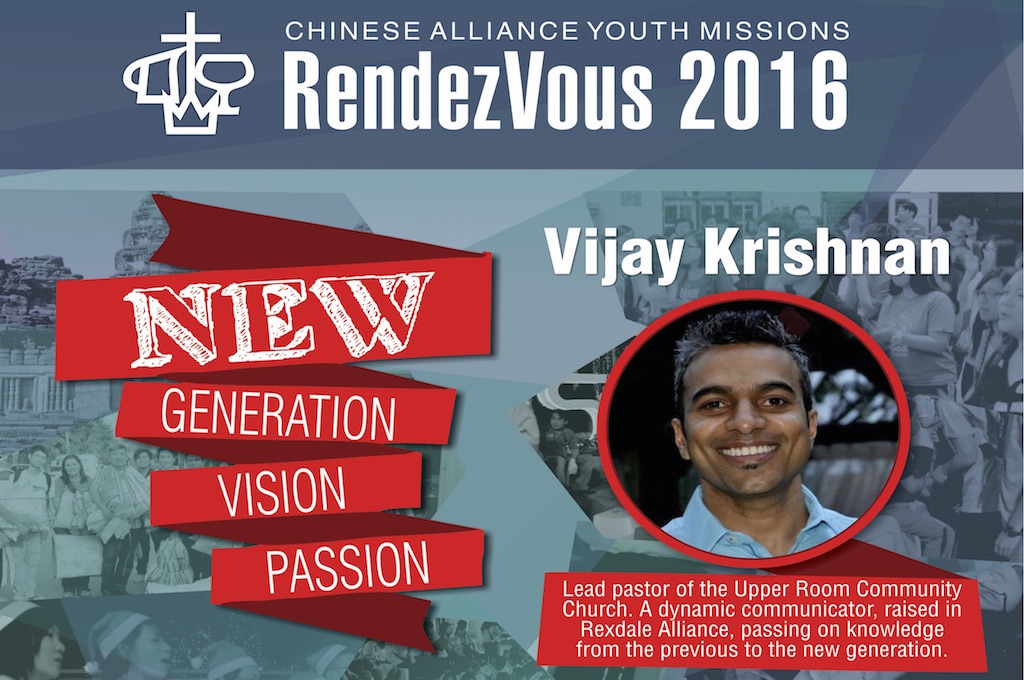 CHINESE ALLIANCE YOUTH MISSIONS
RendezVous 2016
NEW
GENERATION
VISION
PASSION
Vijay Krishnan
Lead pastor of the Upper Room Community
Church. A dynamic communicator, raised in
Rexdale Alliance, passing on knowledge
from the previous to the new generation.